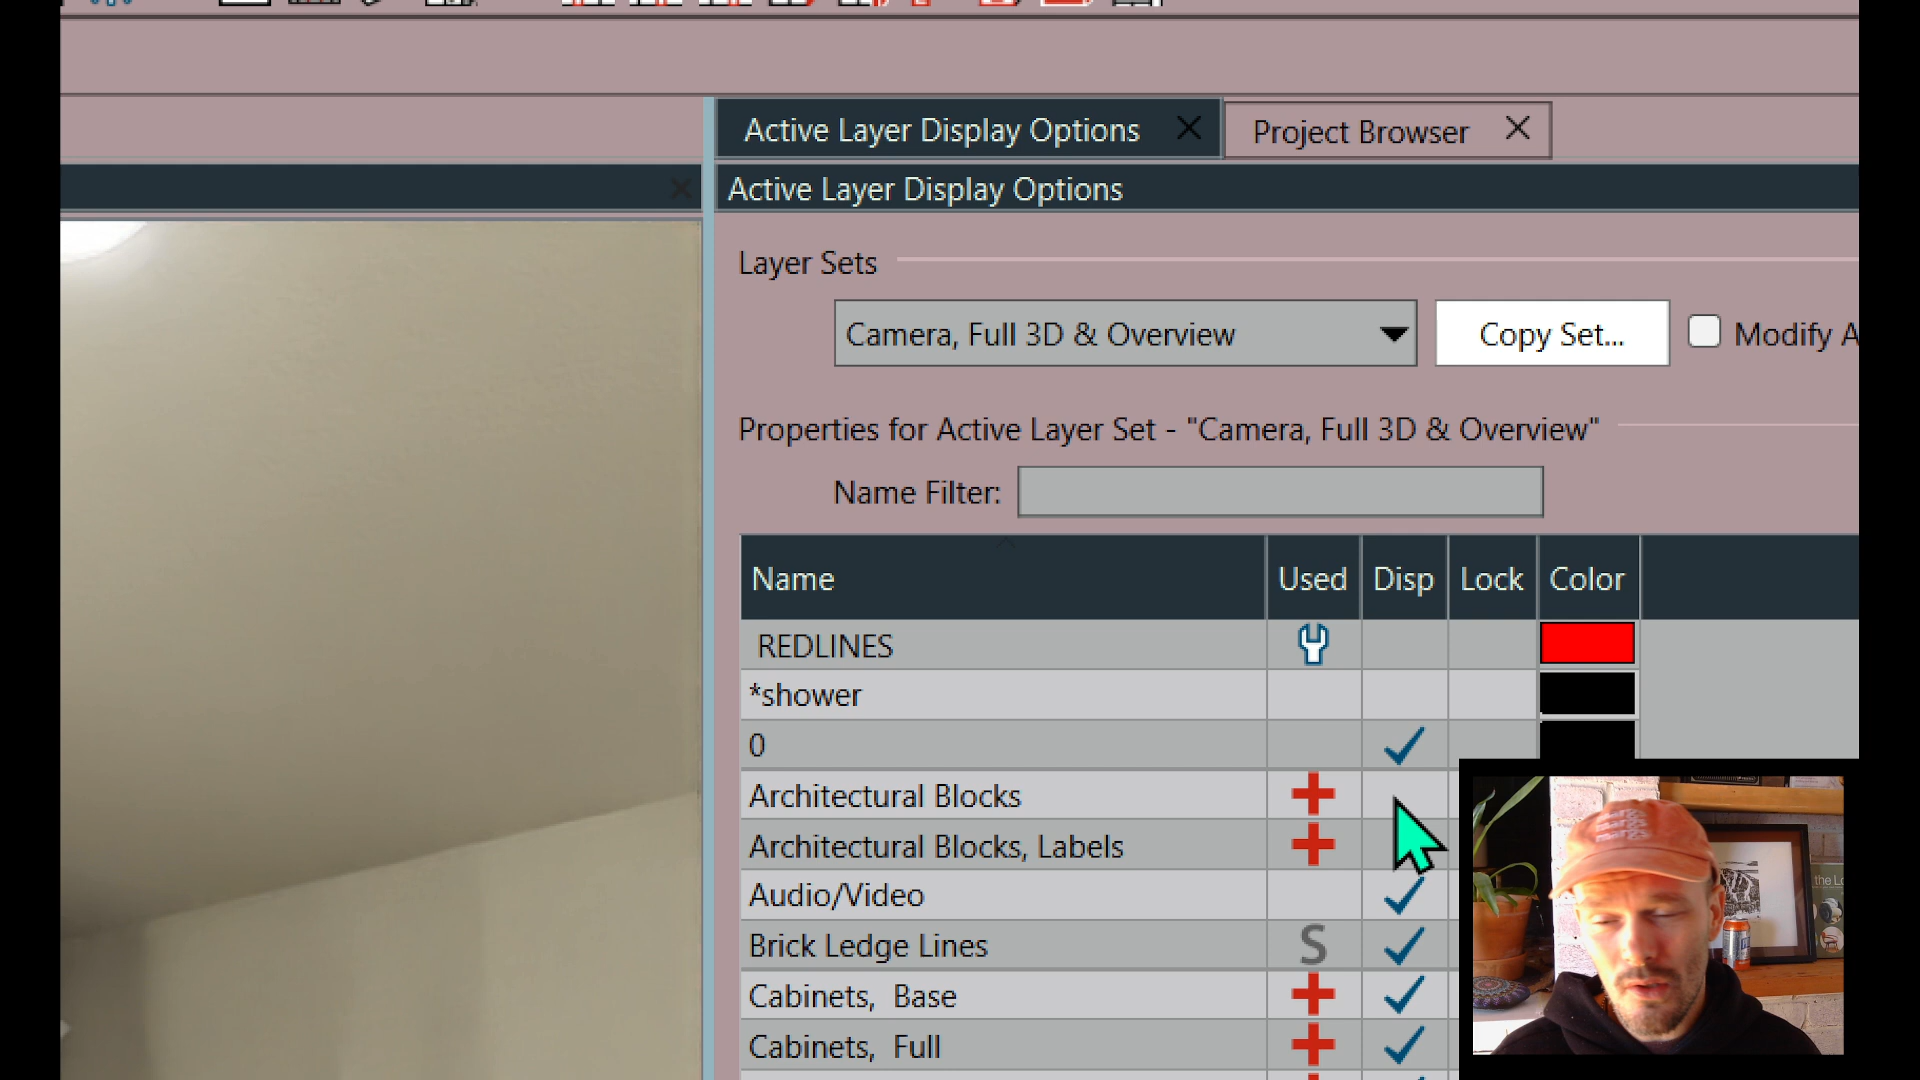 Active Layer Display Options
Project Browser
Active Layer Display Options
Layer Sets
Camera, Full 3D & Overview
Copy Set...
Modify A
Properties for Active Layer Set - "Camera, Full 3D & Overview"
Name Filter:
Name Used Disp Lock Color
REDLINES
*shower
0
Architectural Blocks
Architectural Blocks, Labels
Audio/Video
Brick Ledge Lines S
Cabinets, Base
Cabinets, Full